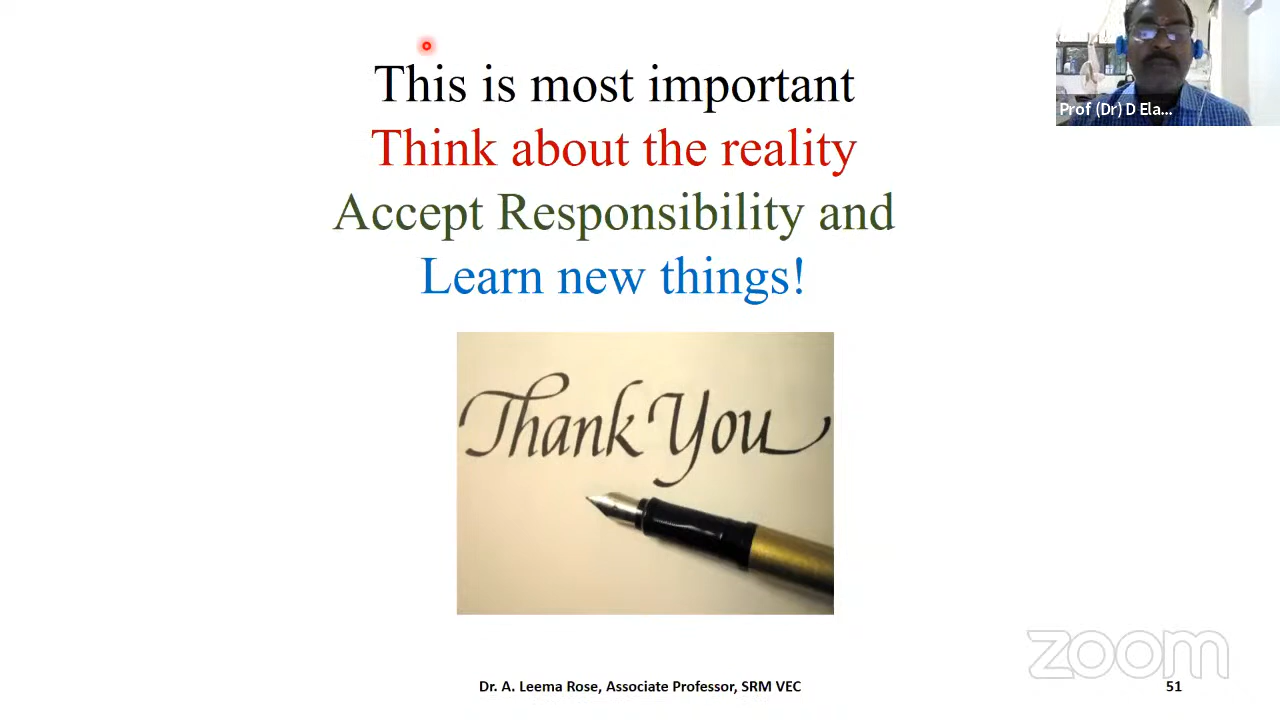 This is most important
Think about the reality
Accept Responsibility and
Learn new things!
Prof (Dr) D Ela...
Thank You
zoom
Dr. A. Leema Rose, Associate Professor, SRM VEC
51